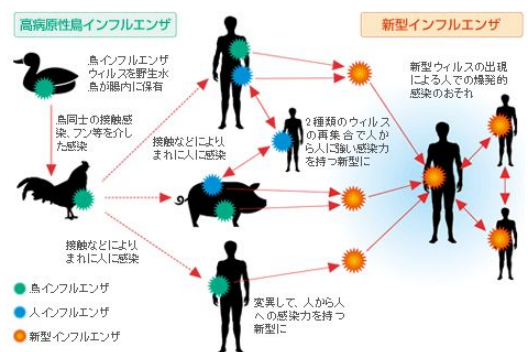 高病原性鳥インフルエンザ
新型インフルエンザ
鳥インフルエンザ
ウィルスを野生水
鳥が腸内に保有
鳥同士の接触感
染、フン等を介し
た感染
接触などにより
まれに人に感染
2種類のウィルス
の再集合で人か
ら人に強い感染力
を持つ新型に
新型ウィルスの出現
による人での爆発的
感染のおそれ
接触などにより
まれに人に感染
変異して、人から人
への感染力を持つ
新型に
鳥インフルエンザ
人インフルエンザ
新型インフルエンザ